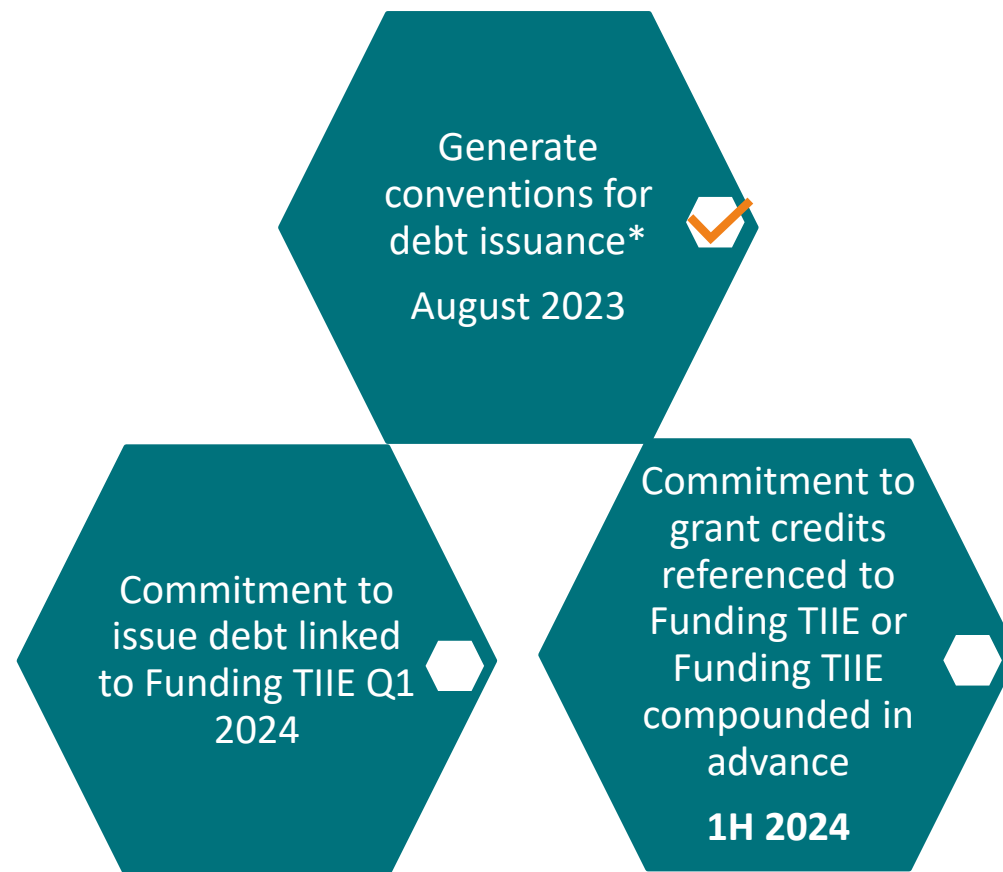 Generate
conventions for
debt issuance*
August 2023
Commitment to
issue debt linked
to Funding TIIE Q1
2024
Commitment to
grant credits
referenced to
Funding TIIE or
Funding TIIE
compounded in
advance
1H 2024